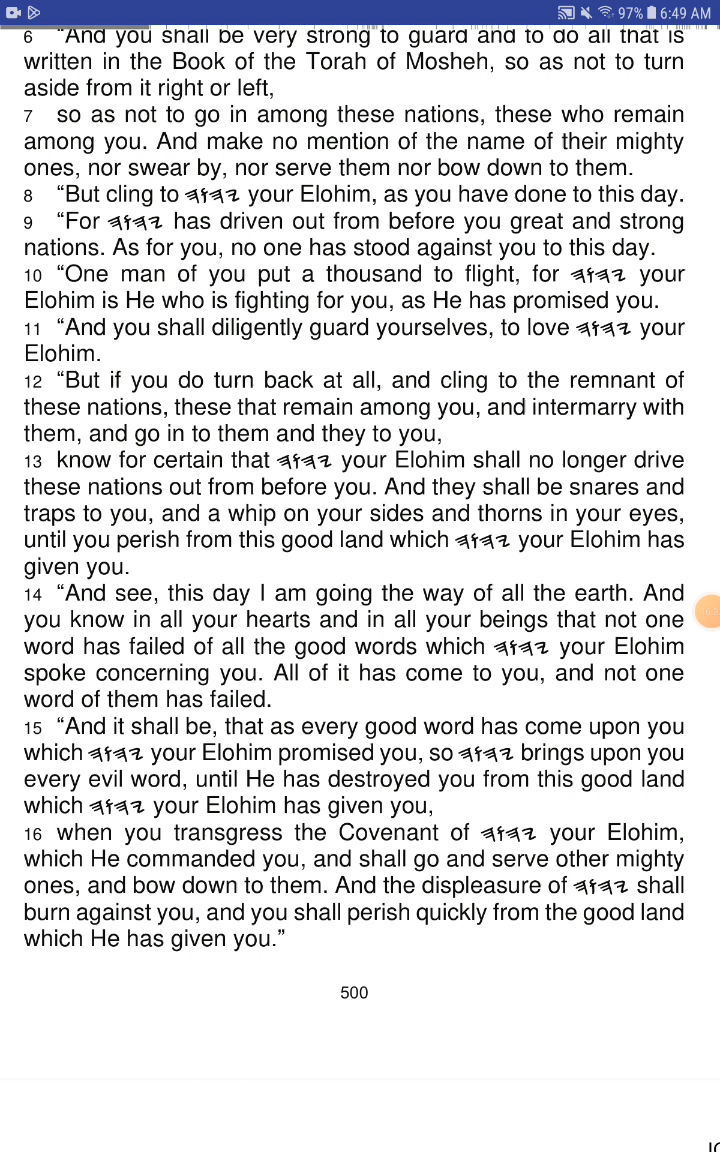 97% 6:49 AM
6 “And you shall be very strong to guard and to do all that is
written in the Book of the Torah of Mosheh, so as not to turn
aside from it right or left,
7 so as not to go in among these nations, these who remain
among you. And make no mention of the name of their mighty
ones, nor swear by, nor serve them nor bow down to them.
8 “But cling to 𐤉𐤄𐤅𐤄 your Elohim, as you have done to this day.
9 “For 𐤉𐤄𐤅𐤄 has driven out from before you great and strong
nations. As for you, no one has stood against you to this day.
10 “One man of you put a thousand to flight, for 𐤉𐤄𐤅𐤄 your
Elohim is He who is fighting for you, as He has promised you.
11 “And you shall diligently guard yourselves, to love 𐤉𐤄𐤅𐤄 your
Elohim.
12 “But if you do turn back at all, and cling to the remnant of
these nations, these that remain among you, and intermarry with
them, and go in to them and they to you,
13 know for certain that 𐤉𐤄𐤅𐤄 your Elohim shall no longer drive
these nations out from before you. And they shall be snares and
traps to you, and a whip on your sides and thorns in your eyes,
until you perish from this good land which 𐤉𐤄𐤅𐤄 your Elohim has
given you.
14 “And see, this day I am going the way of all the earth. And
you know in all your hearts and in all your beings that not one
word has failed of all the good words which 𐤉𐤄𐤅𐤄 your Elohim
spoke concerning you. All of it has come to you, and not one
word of them has failed.
15 “And it shall be, that as every good word has come upon you
which 𐤉𐤄𐤅𐤄 your Elohim promised you, so 𐤉𐤄𐤅𐤄 brings upon you
every evil word, until He has destroyed you from this good land
which 𐤉𐤄𐤅𐤄 your Elohim has given you,
16 when you transgress the Covenant of 𐤉𐤄𐤅𐤄 your Elohim,
which He commanded you, and shall go and serve other mighty
ones, and bow down to them. And the displeasure of 𐤉𐤄𐤅𐤄 shall
burn against you, and you shall perish quickly from the good land
which He has given you.”
500